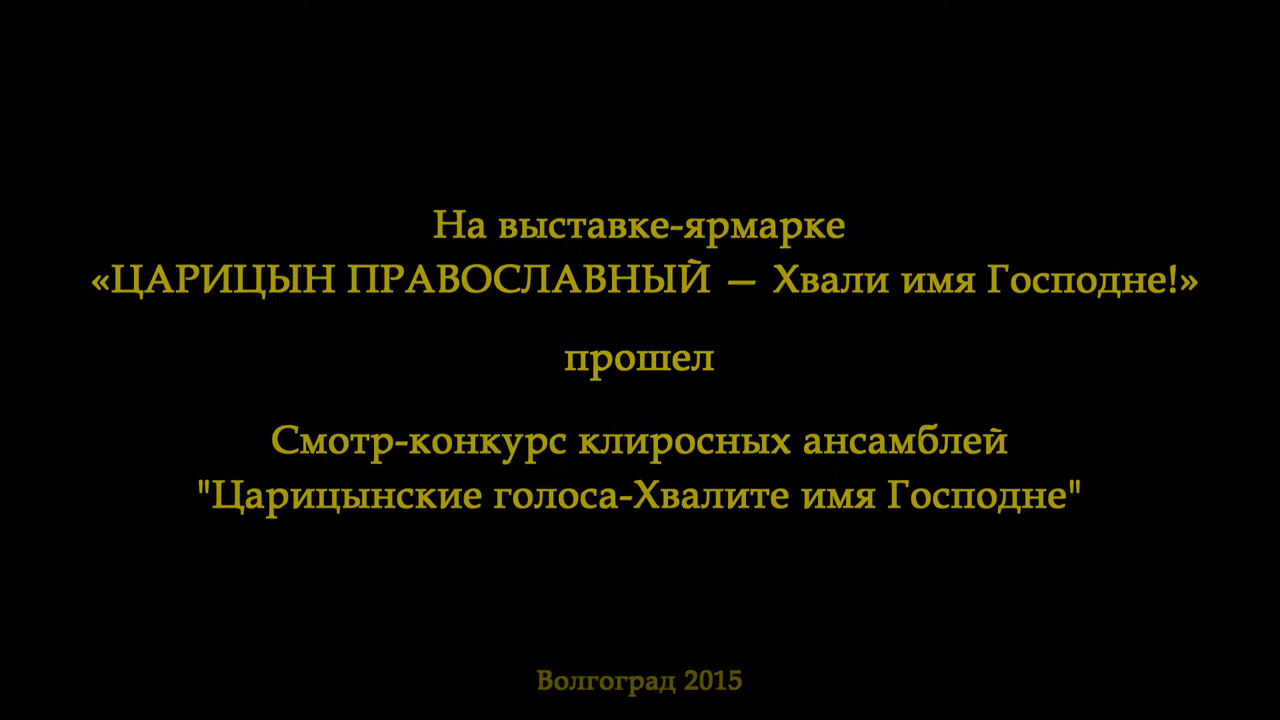 На выставке-ярмарке
«ЦАРИЦЫН ПРАВОСЛАВНЫЙ — Хвали имя Господне!»
прошел
Смотр-конкурс клиросных ансамблей
"Царицынские голоса-Хвалите имя Господне"
Волгоград 2015